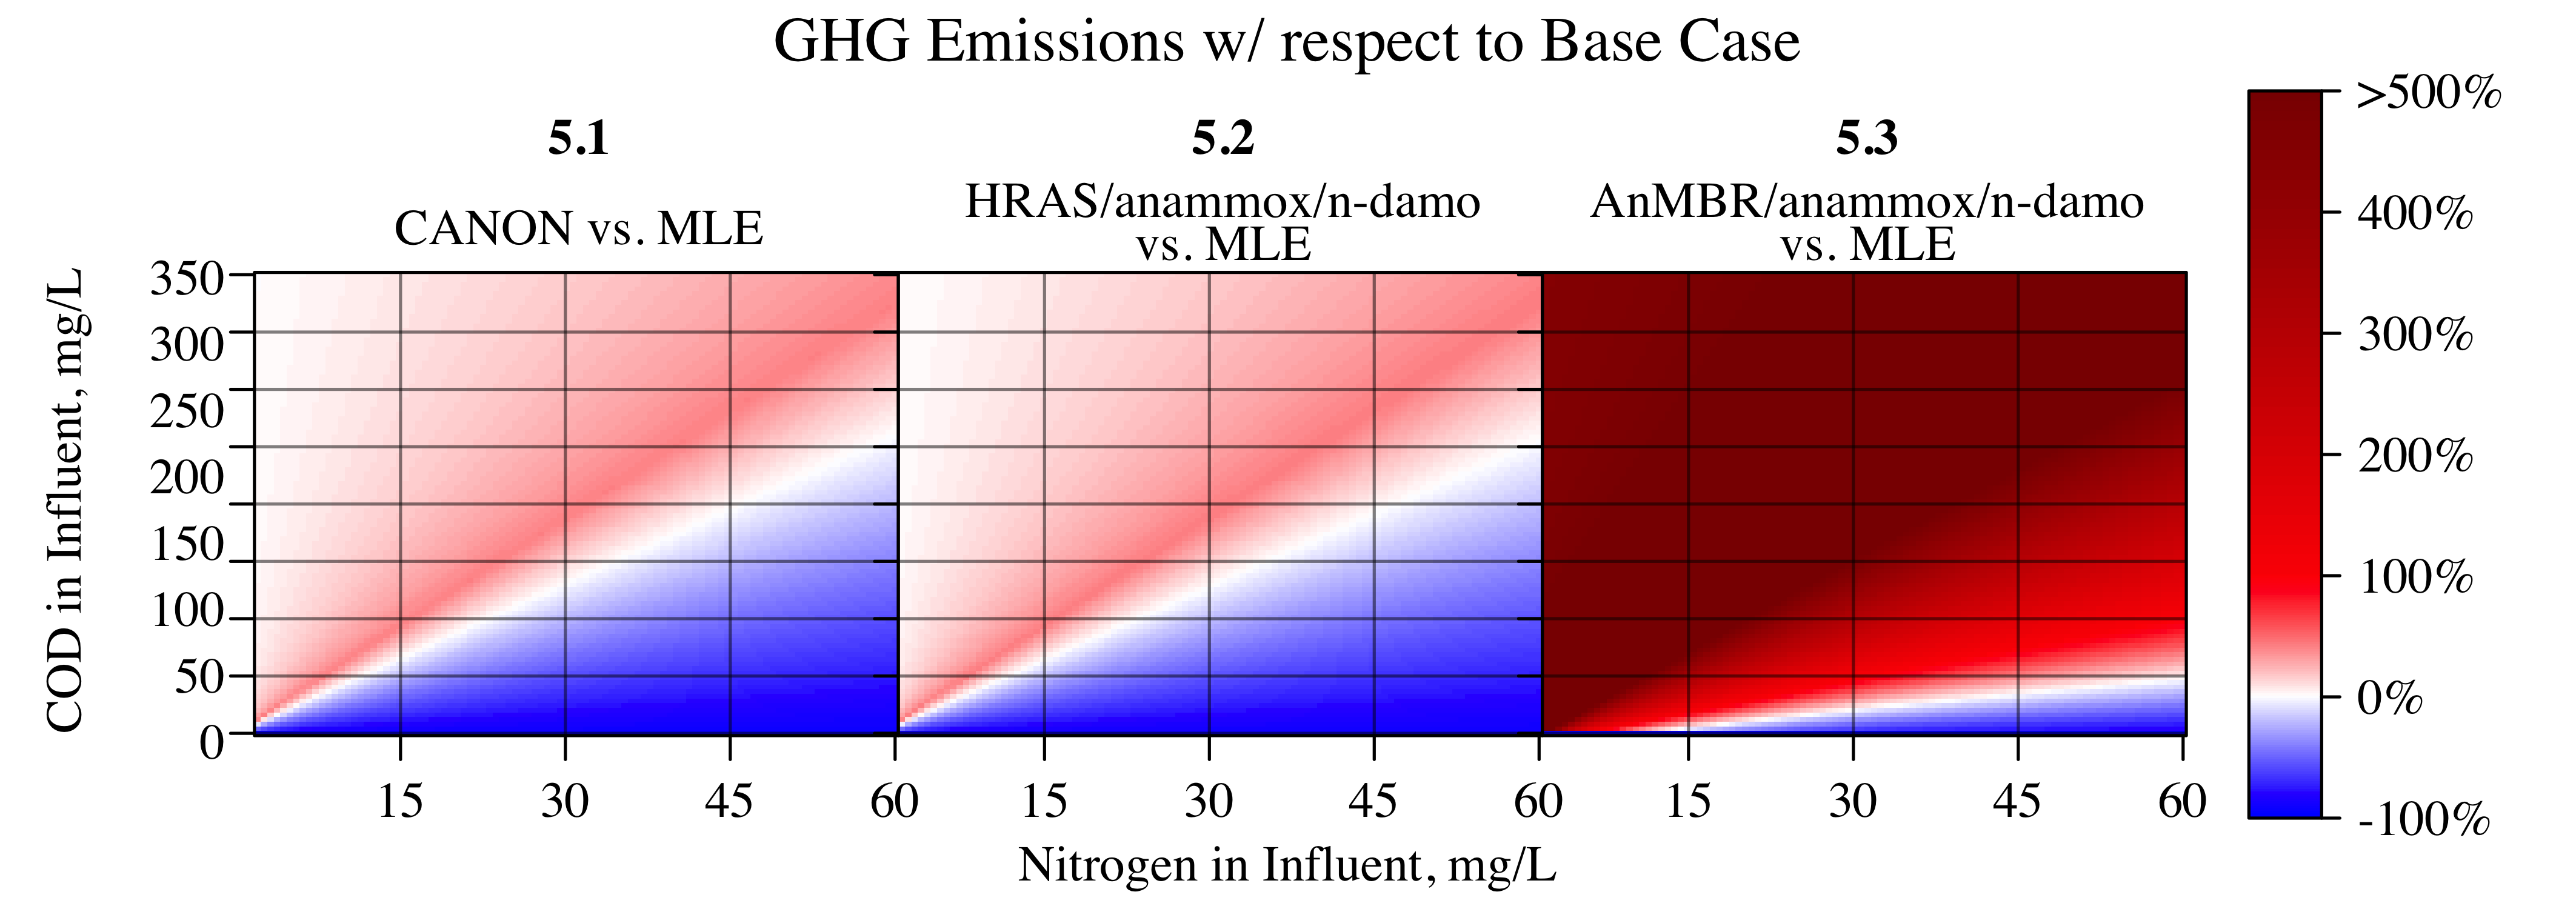 GHG Emissions w/ respect to Base Case
5.1
5.2
5.3
CANON vs. MLE
HRAS/anammox/n-damo
vs. MLE
AnMBR/anammox/n-damo
vs. MLE
COD in Influent, mg/L
350
300
250
200
150
100
50
0
15 30 45 60 15 30 45 60 15 30 45 60
Nitrogen in Influent, mg/L
>500%
400%
300%
200%
100%
0%
-100%